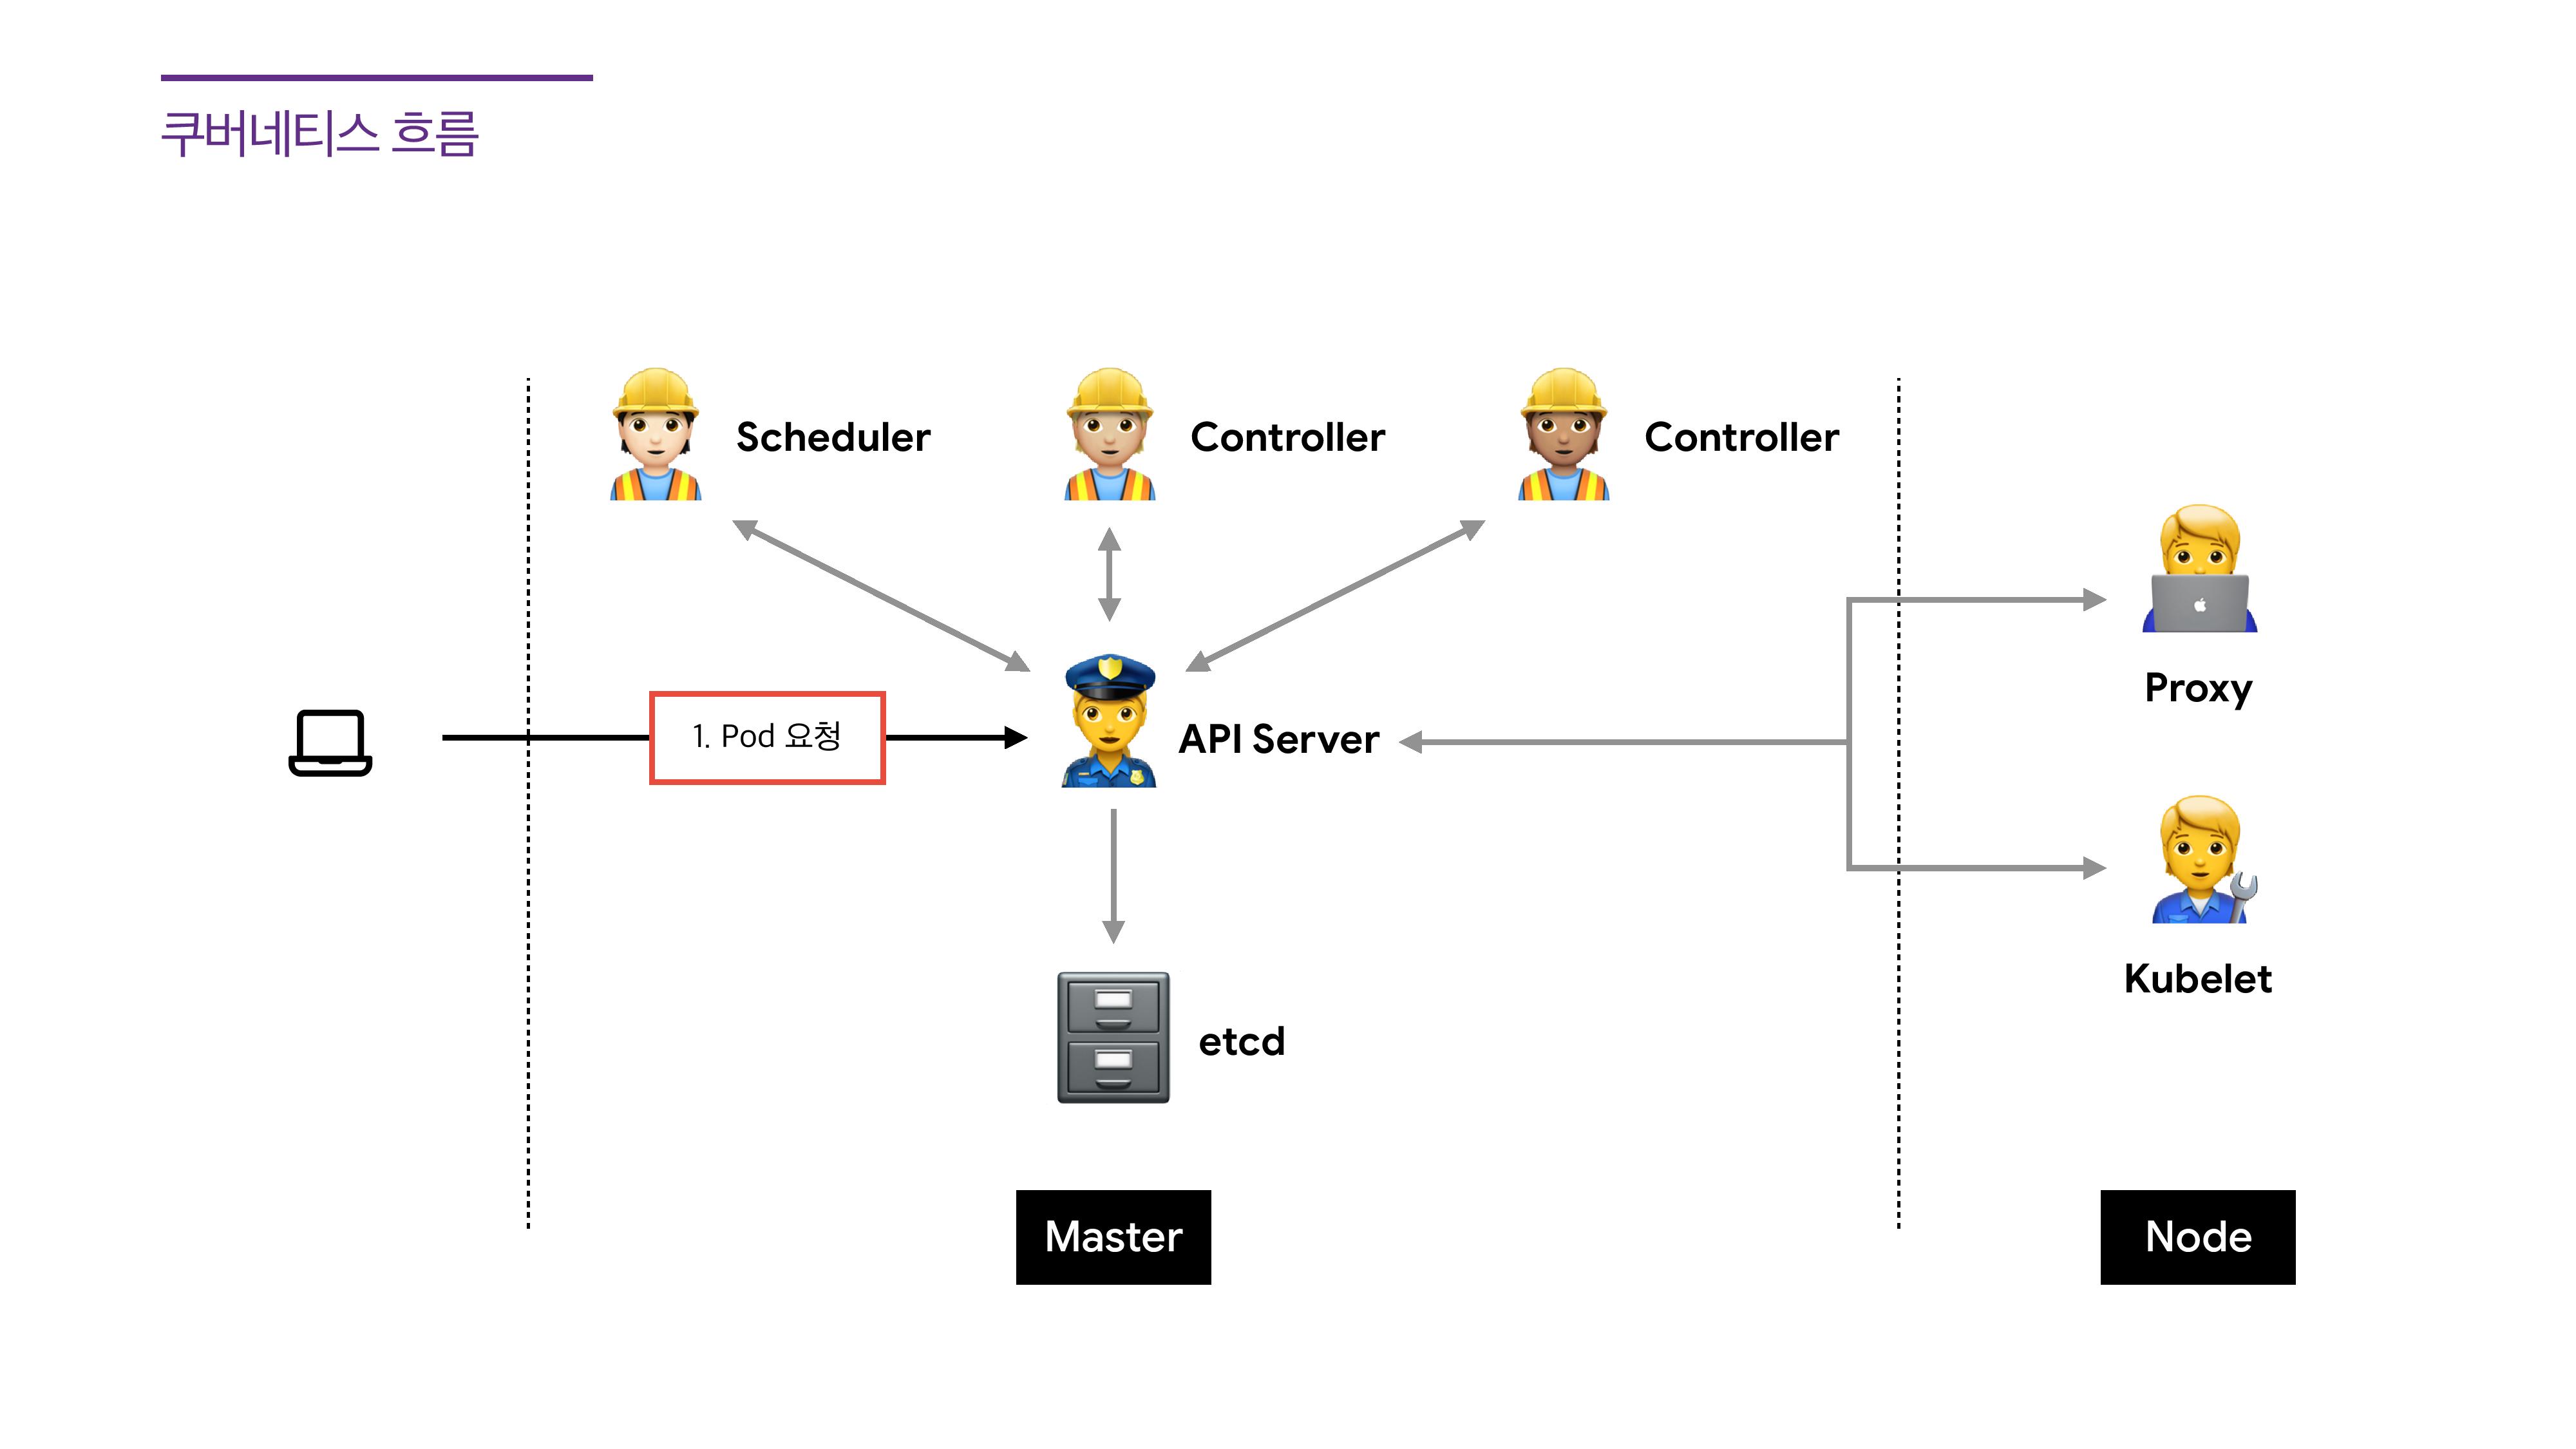 쿠버네티스 흐름
Scheduler
Controller
Controller
Proxy
1. Pod 요청
API Server
Kubelet
etcd
Master
Node